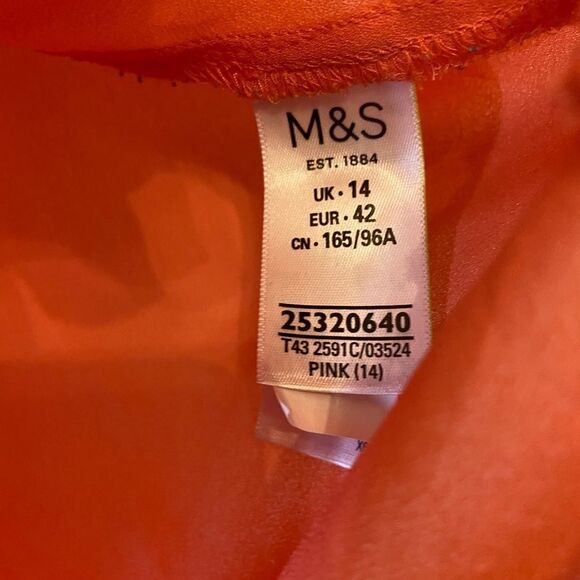 M&S
EST. 1884
UK · 14
EUR · 42
CN · 165/96A
25320640
T43 2591C/03524
PINK (14)